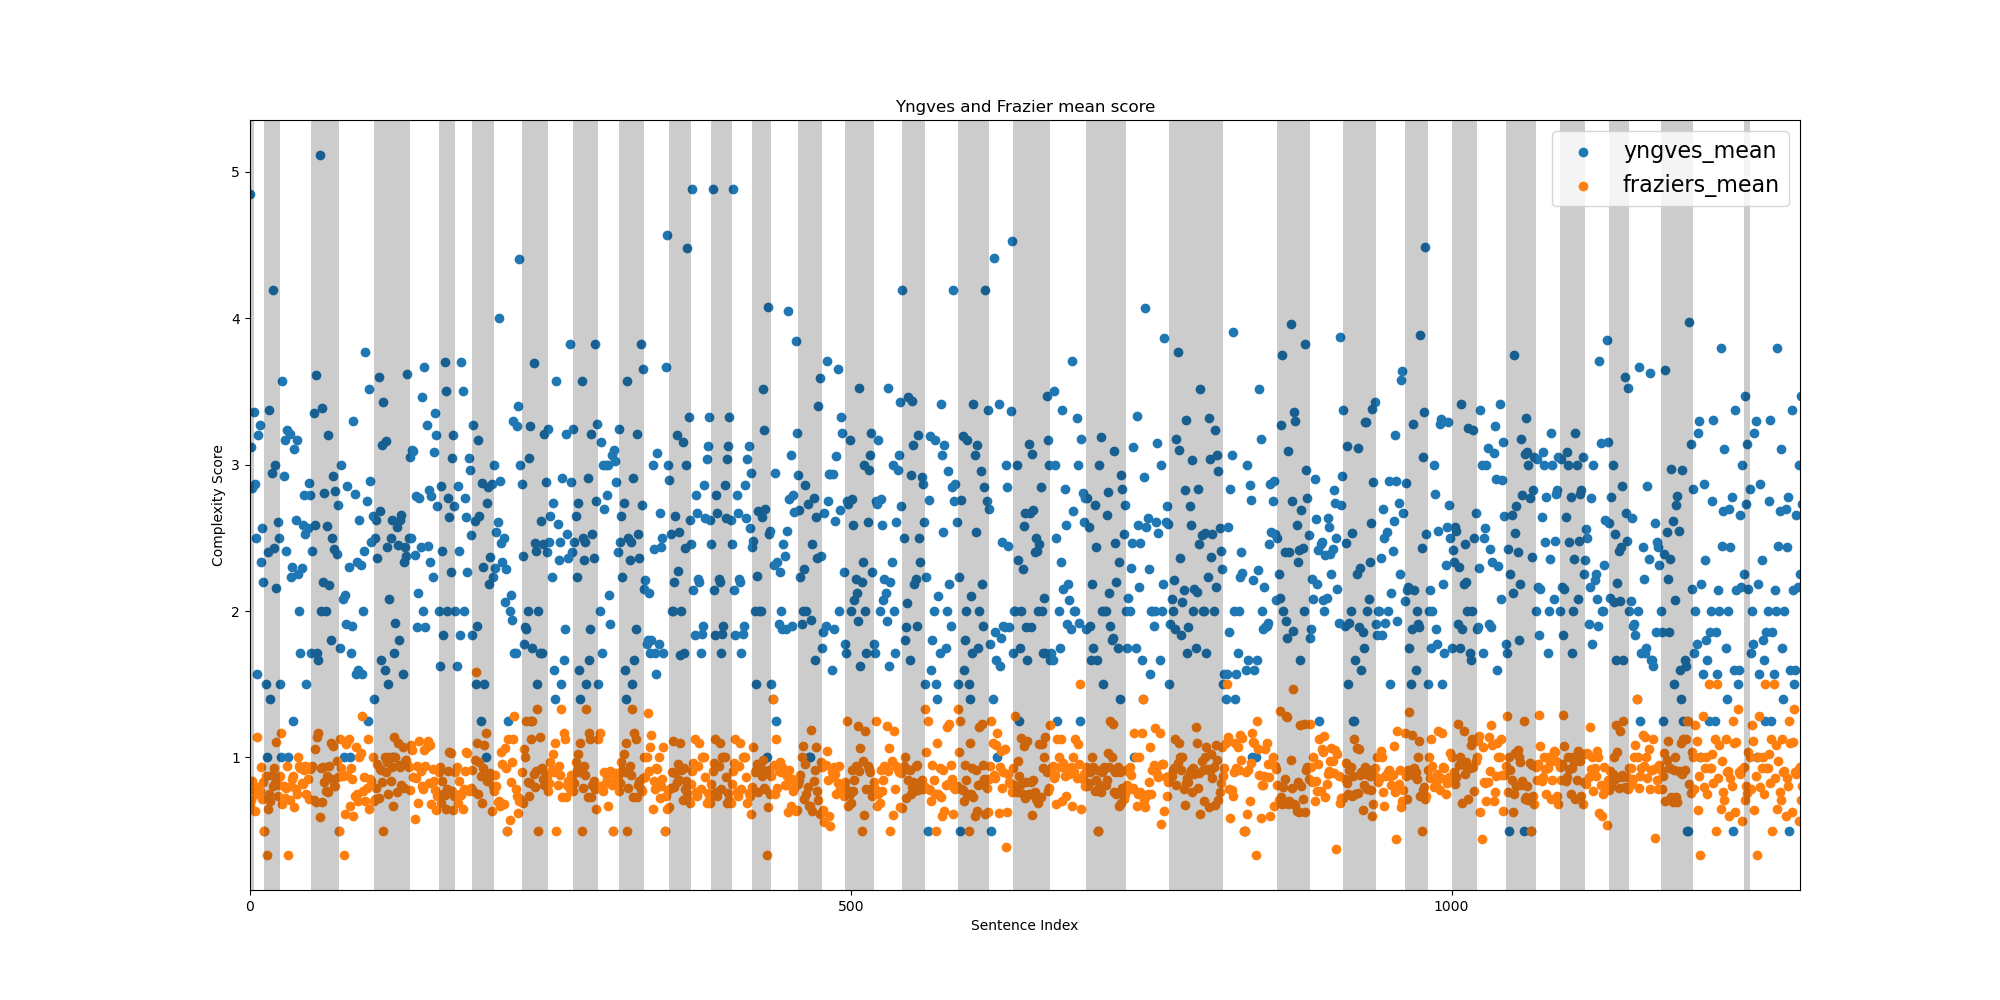 Yngves and Frazier mean score
yngves_mean
fraziers_mean
5
4
3
2
1
Complexity Score
0
500
1000
Sentence Index